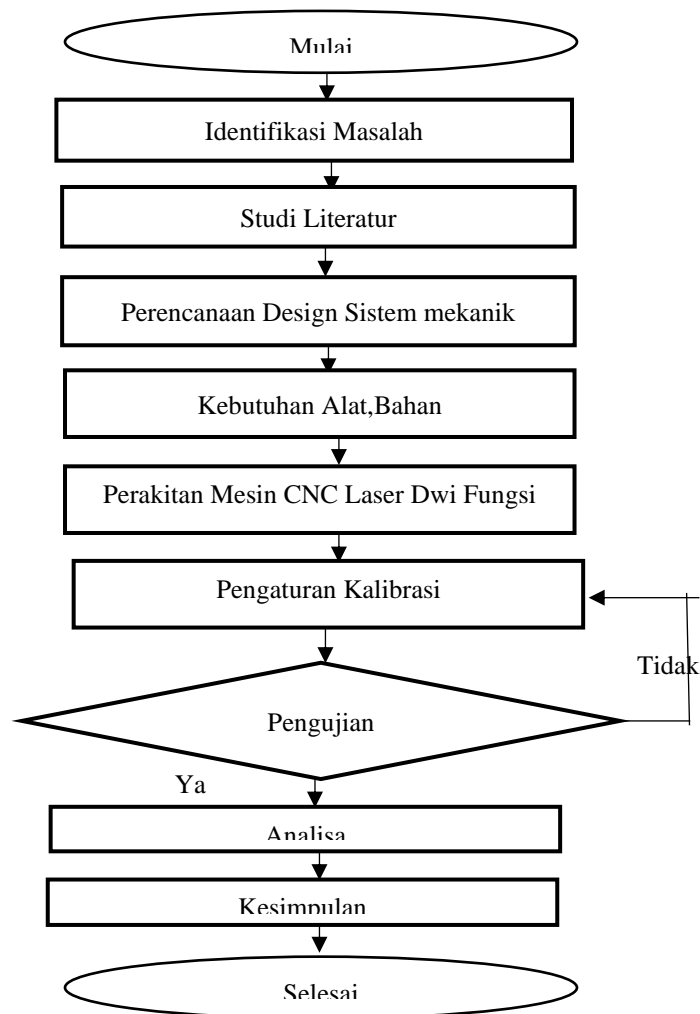 Mulai
Identifikasi Masalah
Studi Literatur
Perencanaan Design Sistem mekanik
Kebutuhan Alat,Bahan
Perakitan Mesin CNC Laser Dwi Fungsi
Pengaturan Kalibrasi
Tidak
Pengujian
Ya
Analisa
Kesimpulan
Selesai